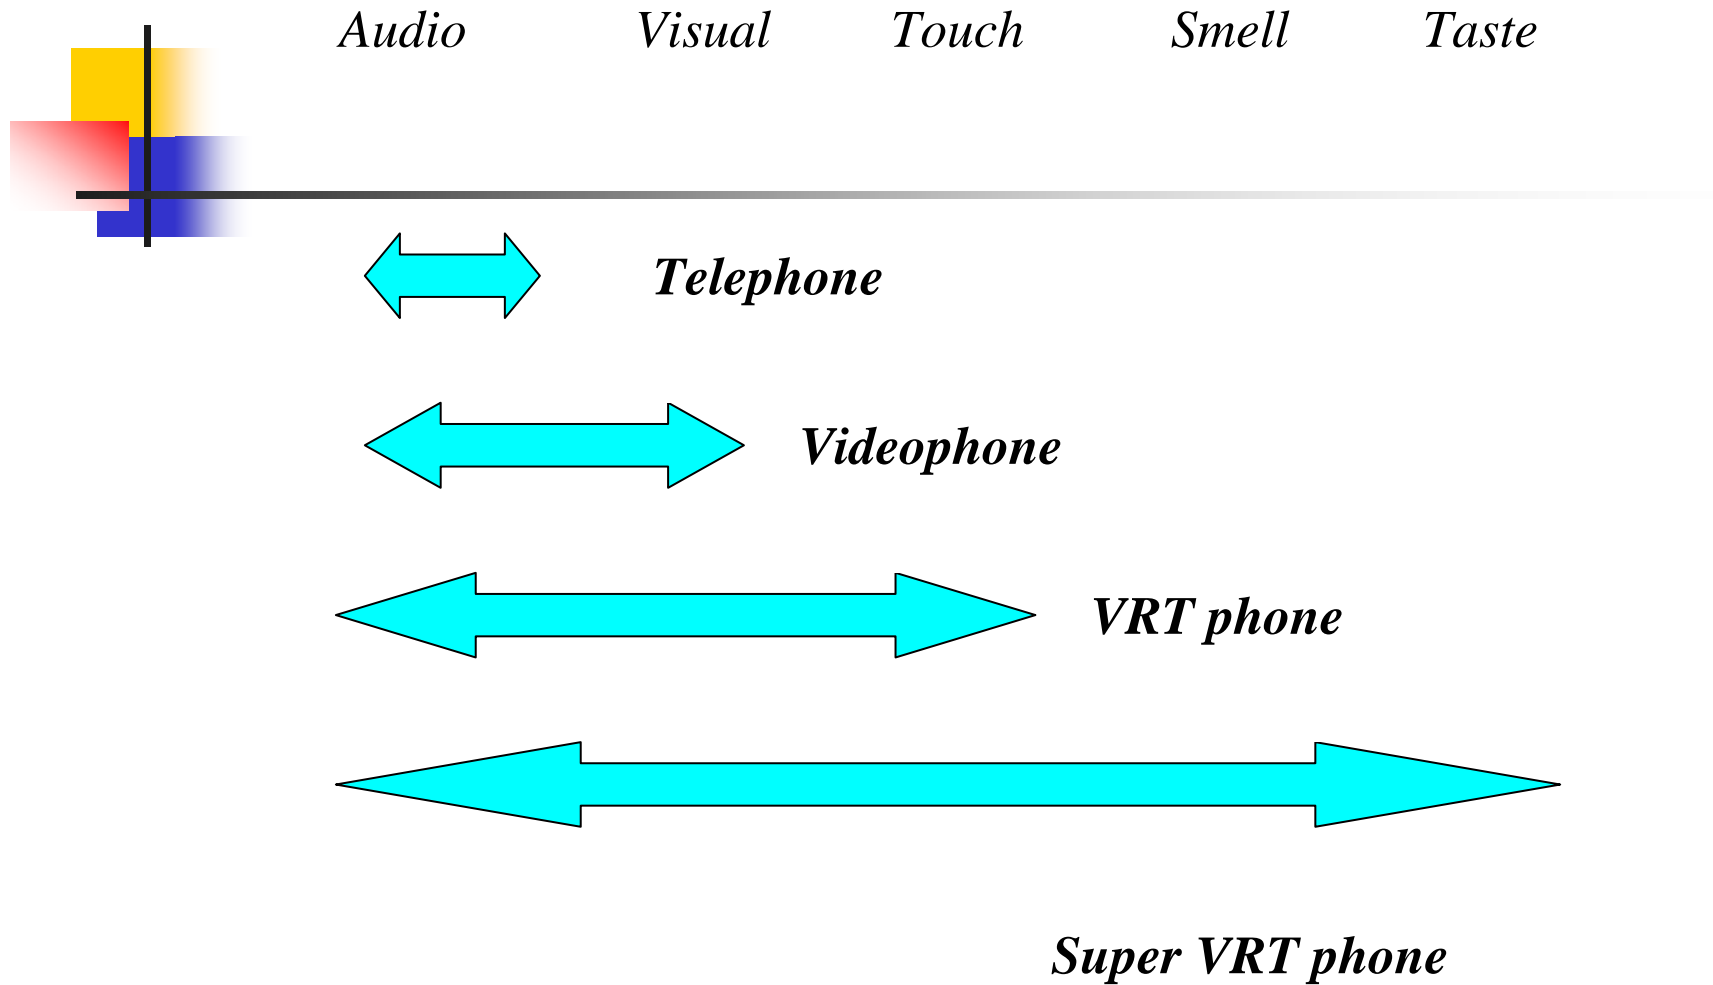 Audio Visual Touch Smell Taste
Telephone
Videophone
VRT phone
Super VRT phone